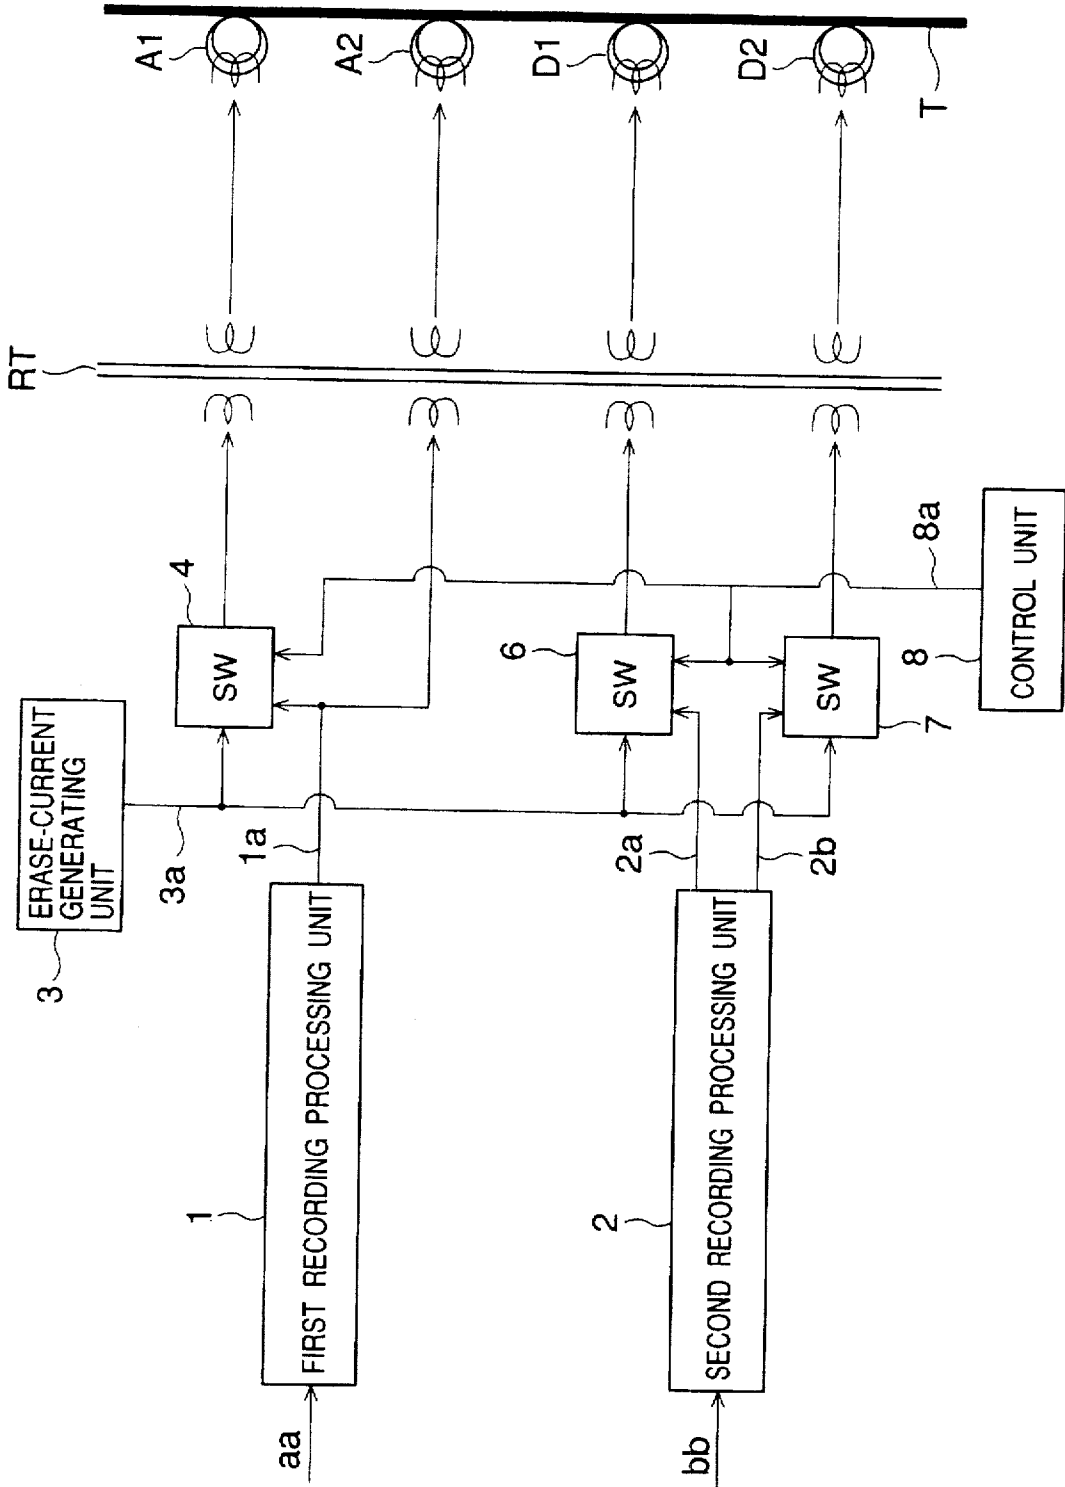 A1
A2
D1
D2
T
RT
4
SW
6
SW
SW
7
8a
8
CONTROL UNIT
ERASE-CURRENT
GENERATING
UNIT
3
3a
1a
2a
2b
1
FIRST RECORDING PROCESSING UNIT
2
SECOND RECORDING PROCESSING UNIT
aa
bb